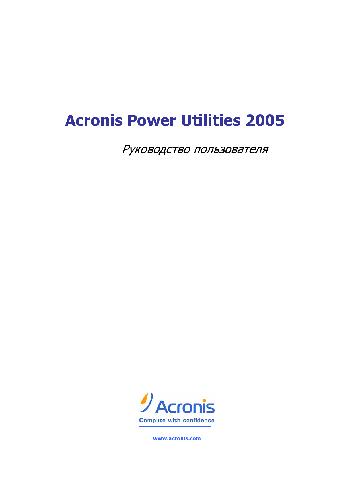 Acronis Power Utilities 2005
Руководство пользователя
Acronis
Compute with confidence
www.acronis.com